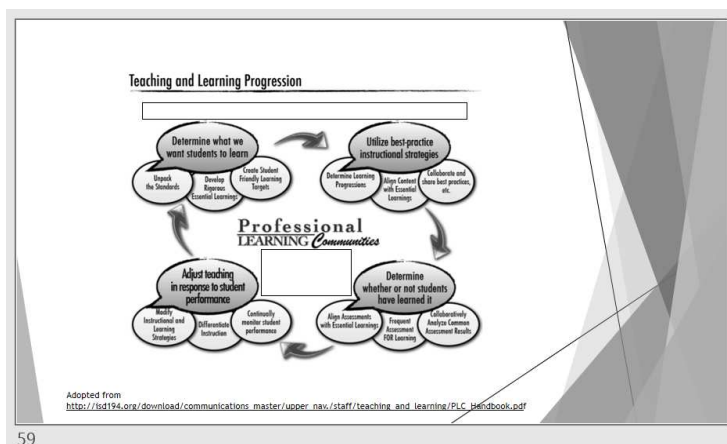 Teaching and Learning Progression
Determine what we
want students to learn
Unpack
the Standards
Develop
Rigorous
Essential Learnings
Create Student
Friendly Learning
Targets
Utilize best-practice
instructional strategies
Determine Learning
Progressions
Align Content
with Essential
Learnings
Collaborate and
share best practices,
etc.
Professional
LEARNING Communities
Adjust teaching
in response to student
performance
Modify
Instructional and
Learning
Strategies
Differentiate
Instruction
Continually
monitor student
performance
Determine
whether or not students
have learned it
Align Assessments
with Essential Learnings
Frequent
Assessment
FOR Learning
Collaboratively
Analyze Common
Assessment Results
Adopted from
http://isd194.org/download/communications_master/upper_nav./staff/teaching_and_learning/PLC_Handbook.pdf
59